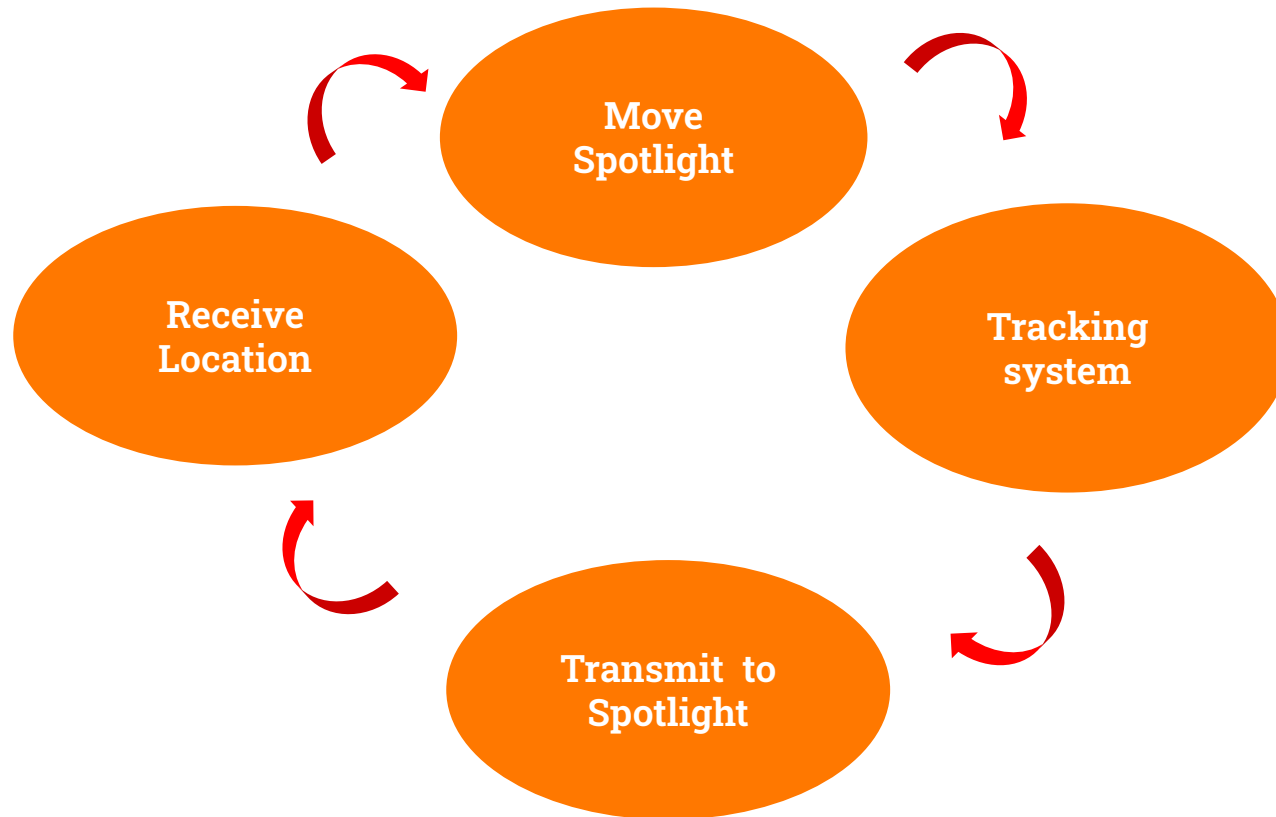 Move
Spotlight
Receive
Location
Tracking
system
Transmit  to
Spotlight